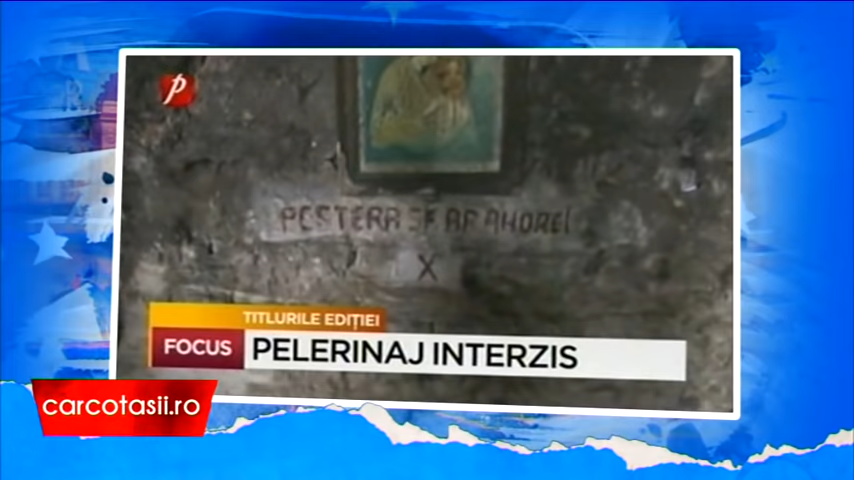 p
PESTERA SF AP AHOREI
X
TITLURILE EDIȚIEI
FOCUS
PELERINAJ INTERZIS
carcotasii.ro